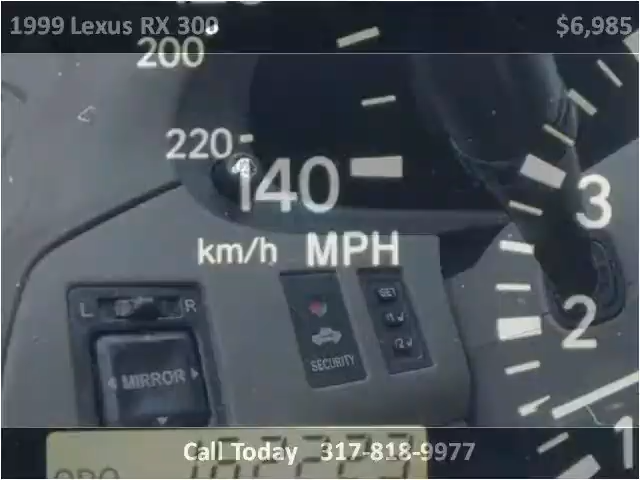 1999 Lexus RX 300 $6,985
200
220
140
km/h MPH
3
2
1
L R
MIRROR
SET
SECURITY
Call Today 317-818-9977
ODO